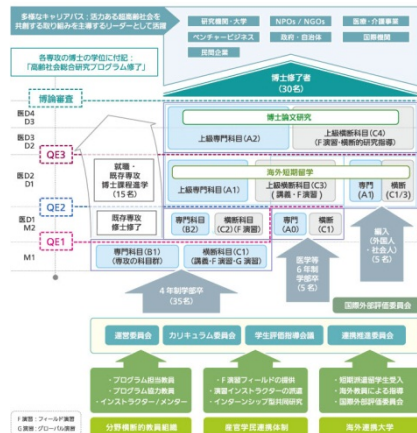 多様なキャリアパス：活力ある超高齢社会を
共創する取り組みを主導するリーダーとして活躍
研究機関・大学
NPOs / NGOs
医療・介護事業
ベンチャービジネス
政府・自治体
国際機関
民間企業
各専攻の博士の学位に付記：
「高齢社会総合研究プログラム修了」
博士修了者
(30名)
博論審査
医D4
D3
博士論文研究
医D3
D2
上級専門科目(A2)
上級横断科目(C4)
(F演習・横断的研究指導)
QE3
海外短期留学
医D2
D1
就職・
既存専攻
博士課程進学
(15名)
上級専門科目(A1)
上級横断科目(C3)
(講義・F演習)
専門
(A1)
横断
(C1/3)
QE2
医D1
M2
既存専攻
修士修了
専門科目
(B2)
横断科目
(C2)(F演習)
専門
(A0)
横断
(C1)
編入
(外国人
・社会人)
(5名)
QE1
M1
専門科目(B1)
(専攻の科目群)
横断科目(C1)
(講義・F演習・G演習)
4年制学部卒
(35名)
医学等
6年制
学部卒
(5名)
国際外部評価委員会
運営委員会
カリキュラム委員会
学生評価指導会議
連携推進委員会
・プログラム担当教員
・プログラム協力教員
・インストラクター/メンター
・F演習フィールドの提供
・演習インストラクターの派遣
・インターンシップ型共同研究
・短期派遣留学生受入
・海外教員による指導
・国際外部評価委員会
F演習：フィールド演習
G演習：グローバル演習
分野横断的教員組織
産官学民連携体制
海外連携大学